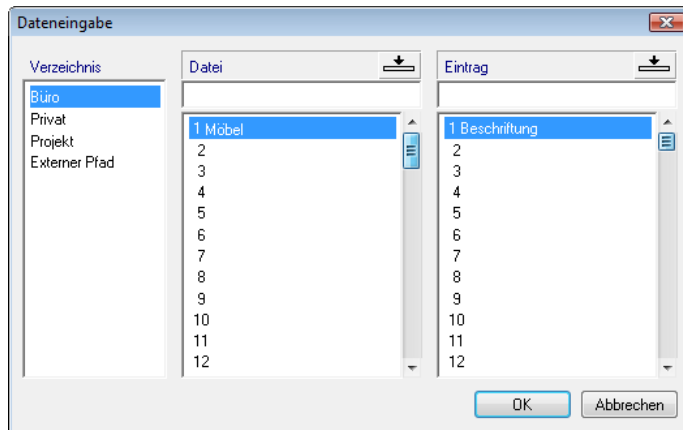 Dateneingabe
Verzeichnis
Büro
Privat
Projekt
Externer Pfad
Datei
1 Möbel
2
3
4
5
6
7
8
9
10
11
12
Eintrag
1 Beschriftung
2
3
4
5
6
7
8
9
10
11
12
OK
Abbrechen